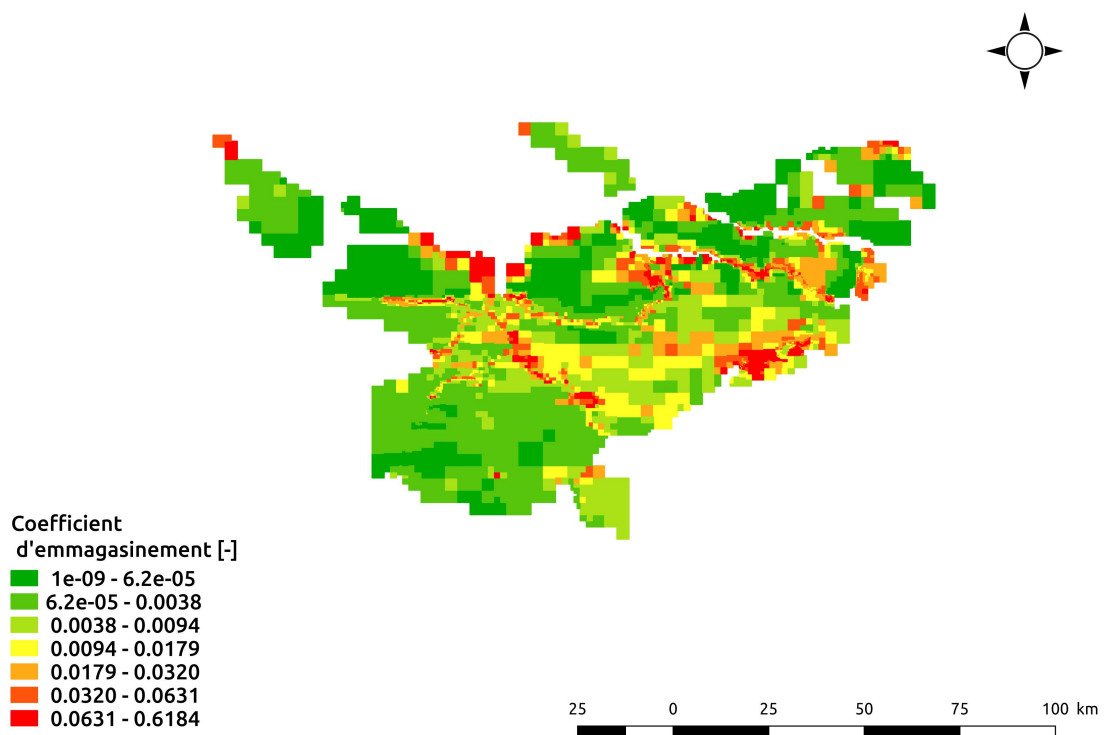 Coefficient
d'emmagasinement [-]
1e-09 - 6.2e-05
6.2e-05 - 0.0038
0.0038 - 0.0094
0.0094 - 0.0179
0.0179 - 0.0320
0.0320 - 0.0631
0.0631 - 0.6184
25 0 25 50 75 100 km